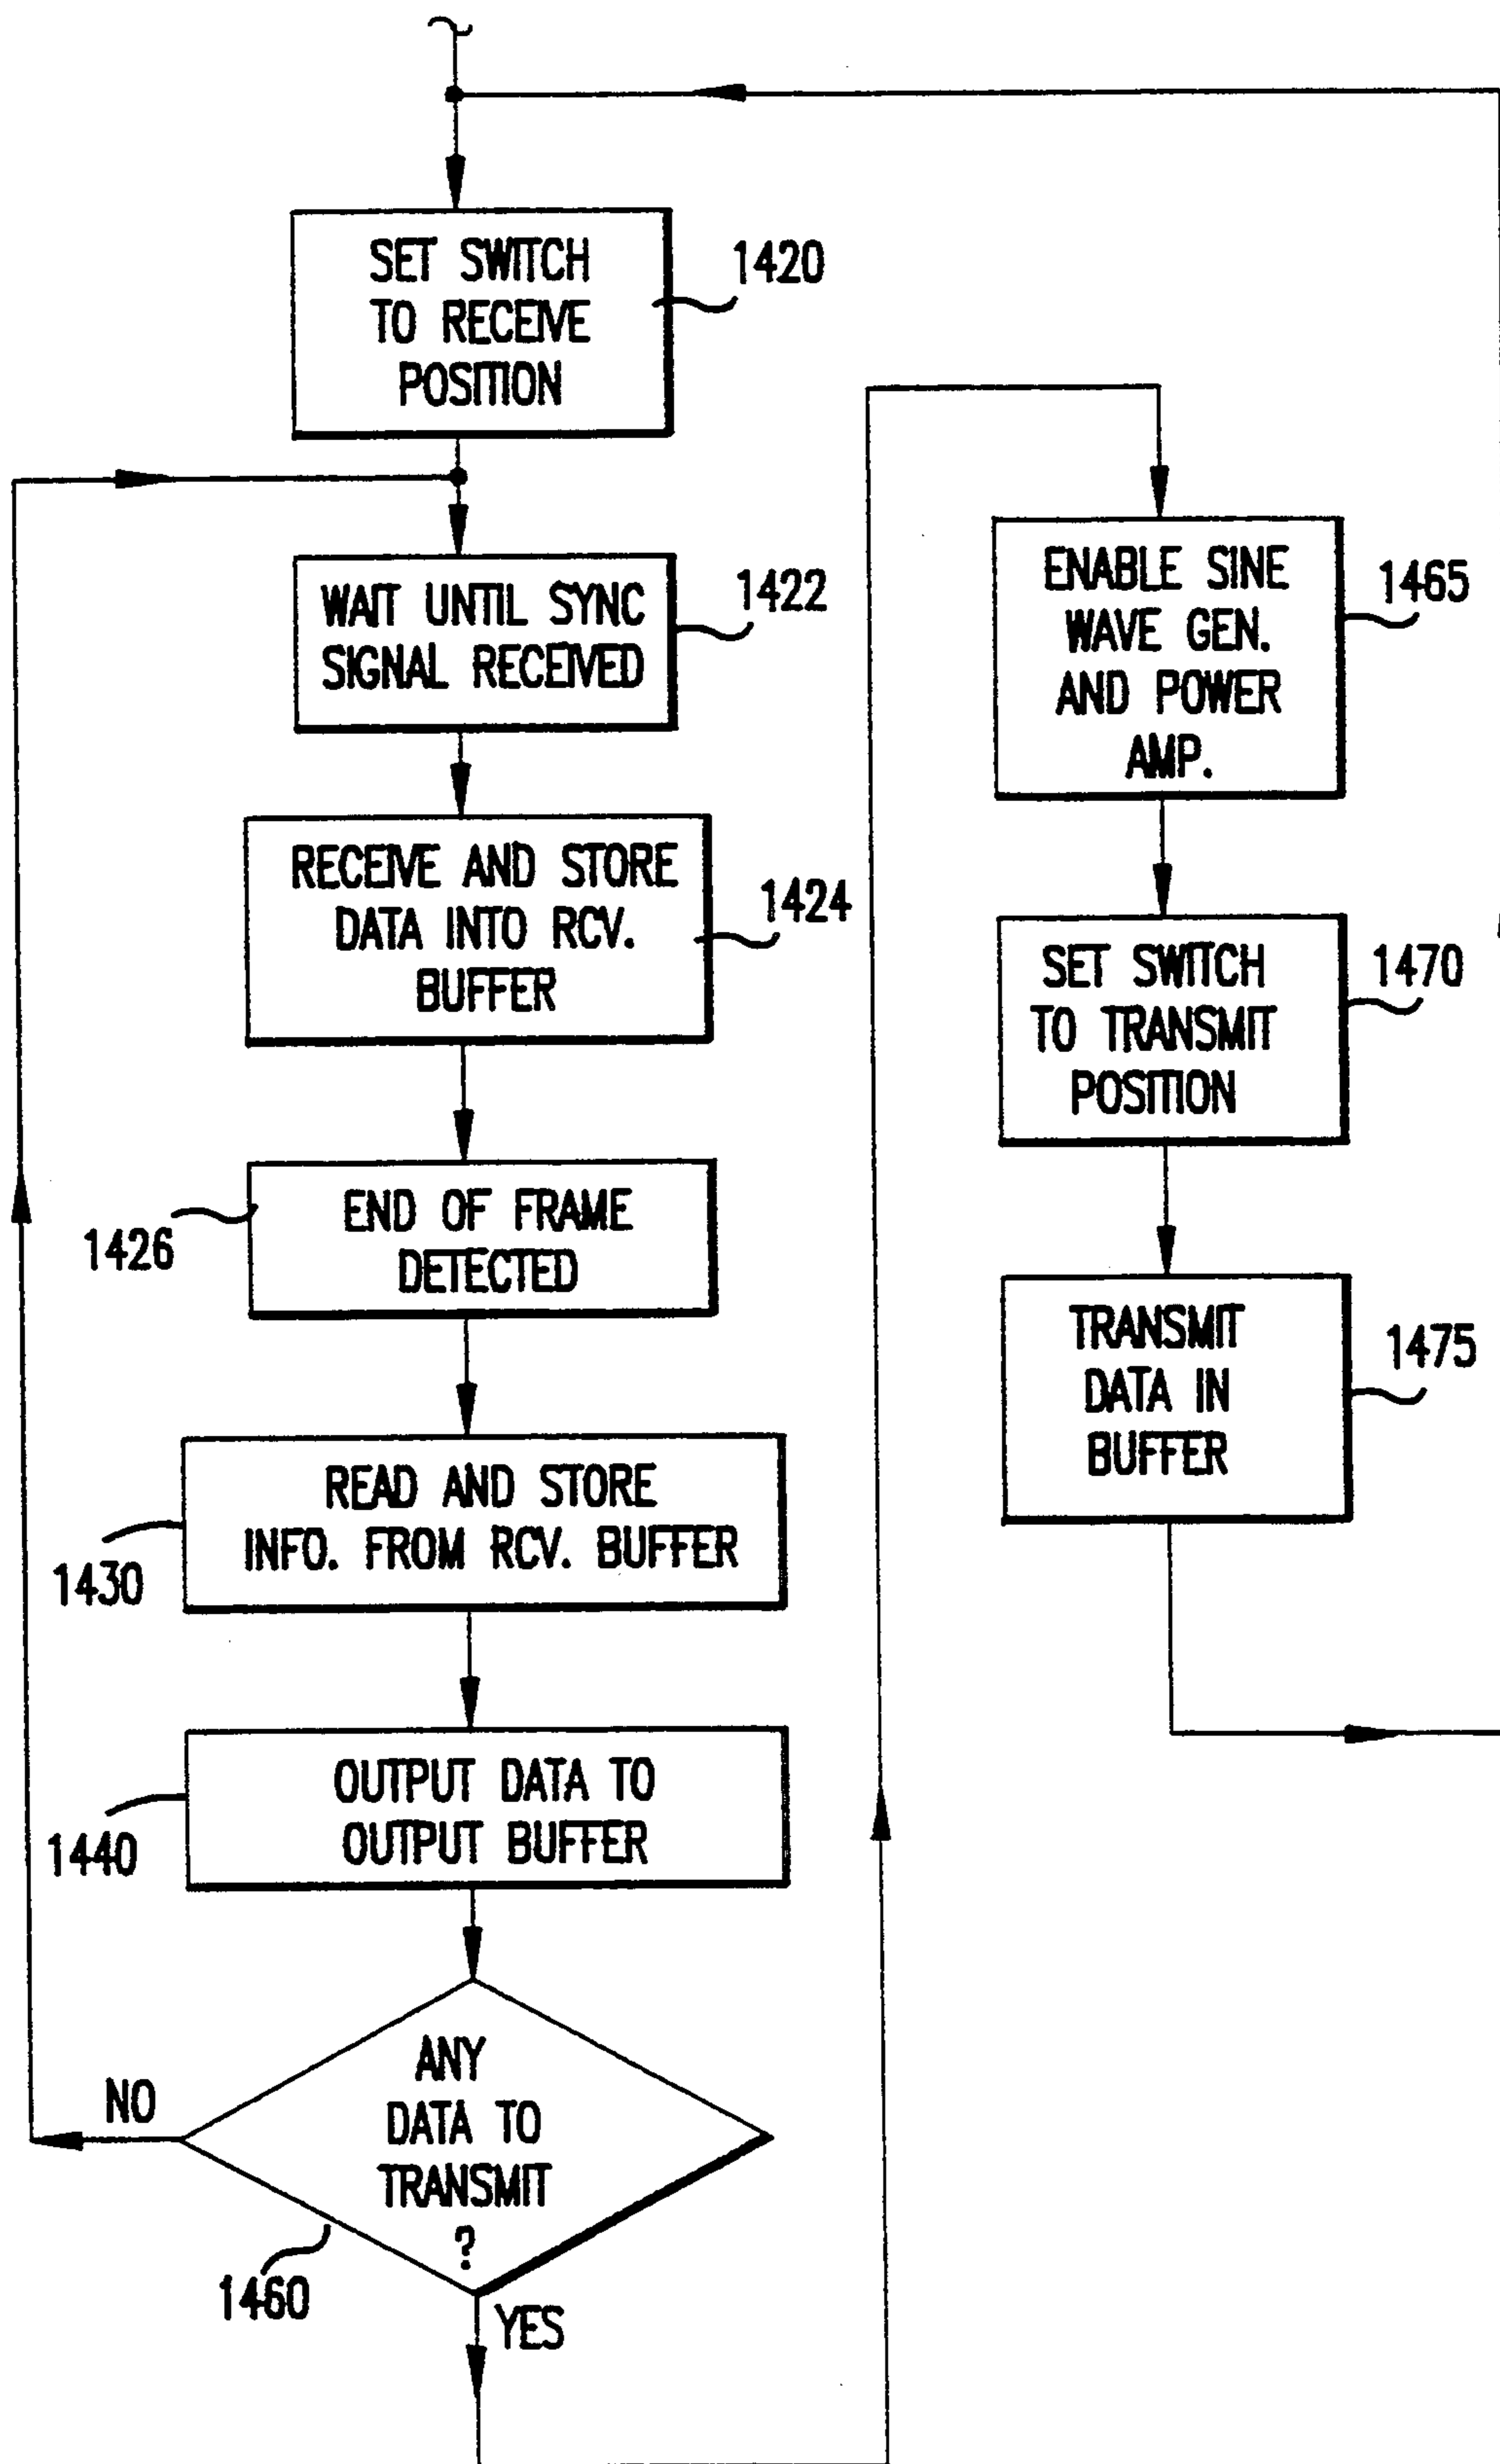 SET SWITCH
TO RECEIVE
POSITION
1420
WAIT UNTIL SYNC
SIGNAL RECEIVED
1422
RECEIVE AND STORE
DATA INTO RCV.
BUFFER
1424
END OF FRAME
DETECTED
1426
READ AND STORE
INFO. FROM RCV. BUFFER
1430
OUTPUT DATA TO
OUTPUT BUFFER
1440
ANY
DATA TO
TRANSMIT
?
1460
NO
YES
ENABLE SINE
WAVE GEN.
AND POWER
AMP.
1465
SET SWITCH
TO TRANSMIT
POSITION
1470
TRANSMIT
DATA IN
BUFFER
1475